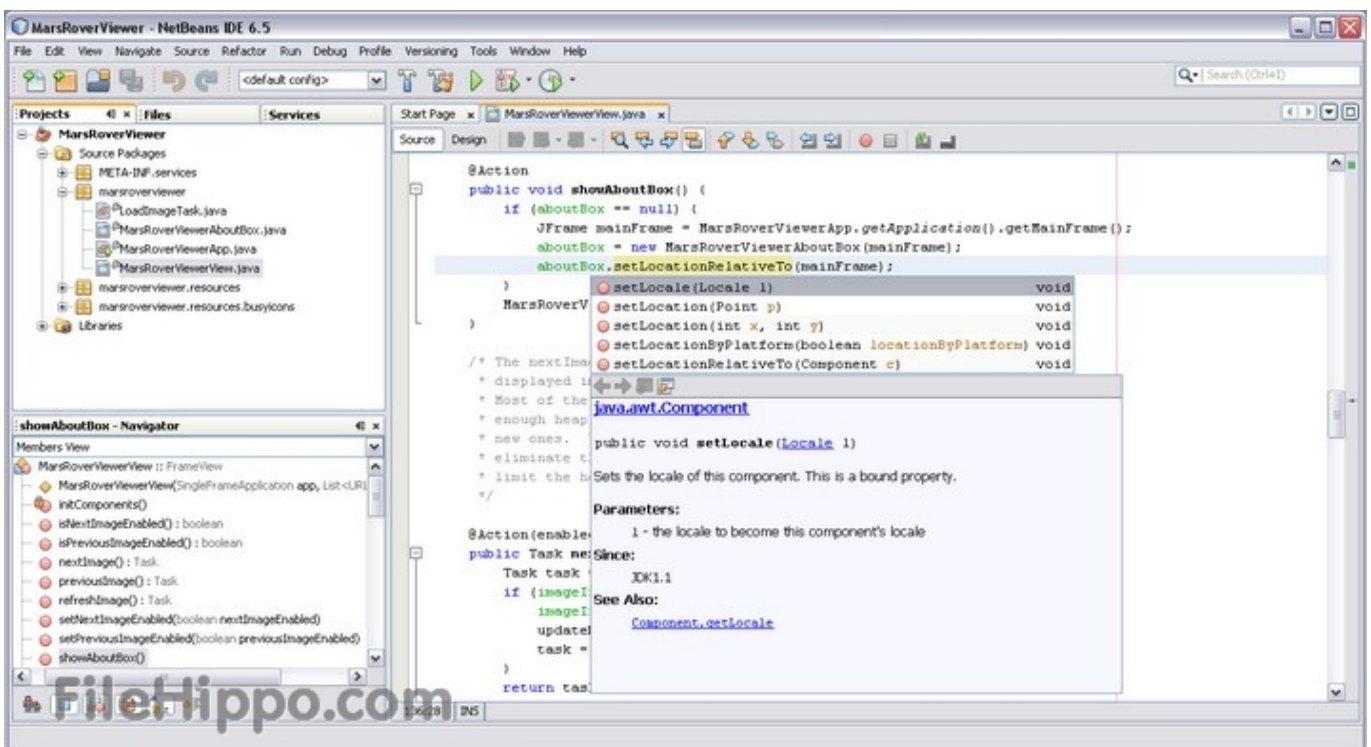 MarsRoverViewer - NetBeans IDE 6.5
File Edit View Navigate Source Refactor Run Debug Profile Versioning Tools Window Help
<default config>
Search (Ctrl+I)
Projects Files Services
MarsRoverViewer
Source Packages
META-INF.services
marsroverviewer
LoadImageTask.java
MarsRoverViewerAboutBox.java
MarsRoverViewerApp.java
MarsRoverViewerView.java
marsroverviewer.resources
marsroverviewer.resources.busyicons
Libraries
showAboutBox - Navigator
Members View
MarsRoverViewerView :: FrameView
MarsRoverViewerView(SingleFrameApplication app, List<URL
initComponents()
isNextImageEnabled() : boolean
isPreviousImageEnabled() : boolean
nextImage() : Task
previousImage() : Task
refreshImage() : Task
setNextImageEnabled(boolean nextImageEnabled)
setPreviousImageEnabled(boolean previousImageEnabled)
showAboutBox()
Start Page MarsRoverViewerView.java
Source Design
@Action
public void showAboutBox() {
if (aboutBox == null) {
JFrame mainFrame = MarsRoverViewerApp.getApplication().getMainFrame();
aboutBox = new MarsRoverViewerAboutBox(mainFrame);
aboutBox.setLocationRelativeTo(mainFrame);
}
MarsRoverV
}
/* The nextIma
* displayed i
* Most of the
* enough heap
* new ones.
* eliminate t
* limit the h
*/
@Action(enable
public Task ne
Task task
if (imageI
imageI
update
task =
}
return tas
setLocale(Locale l) void
setLocation(Point p) void
setLocation(int x, int y) void
setLocationByPlatform(boolean locationByPlatform) void
setLocationRelativeTo(Component c) void
java.awt.Component
public void setLocale(Locale l)
Sets the locale of this component. This is a bound property.
Parameters:
l - the locale to become this component's locale
Since:
JDK1.1
See Also:
Component.getLocale
136:28 INS
FileHippo.com